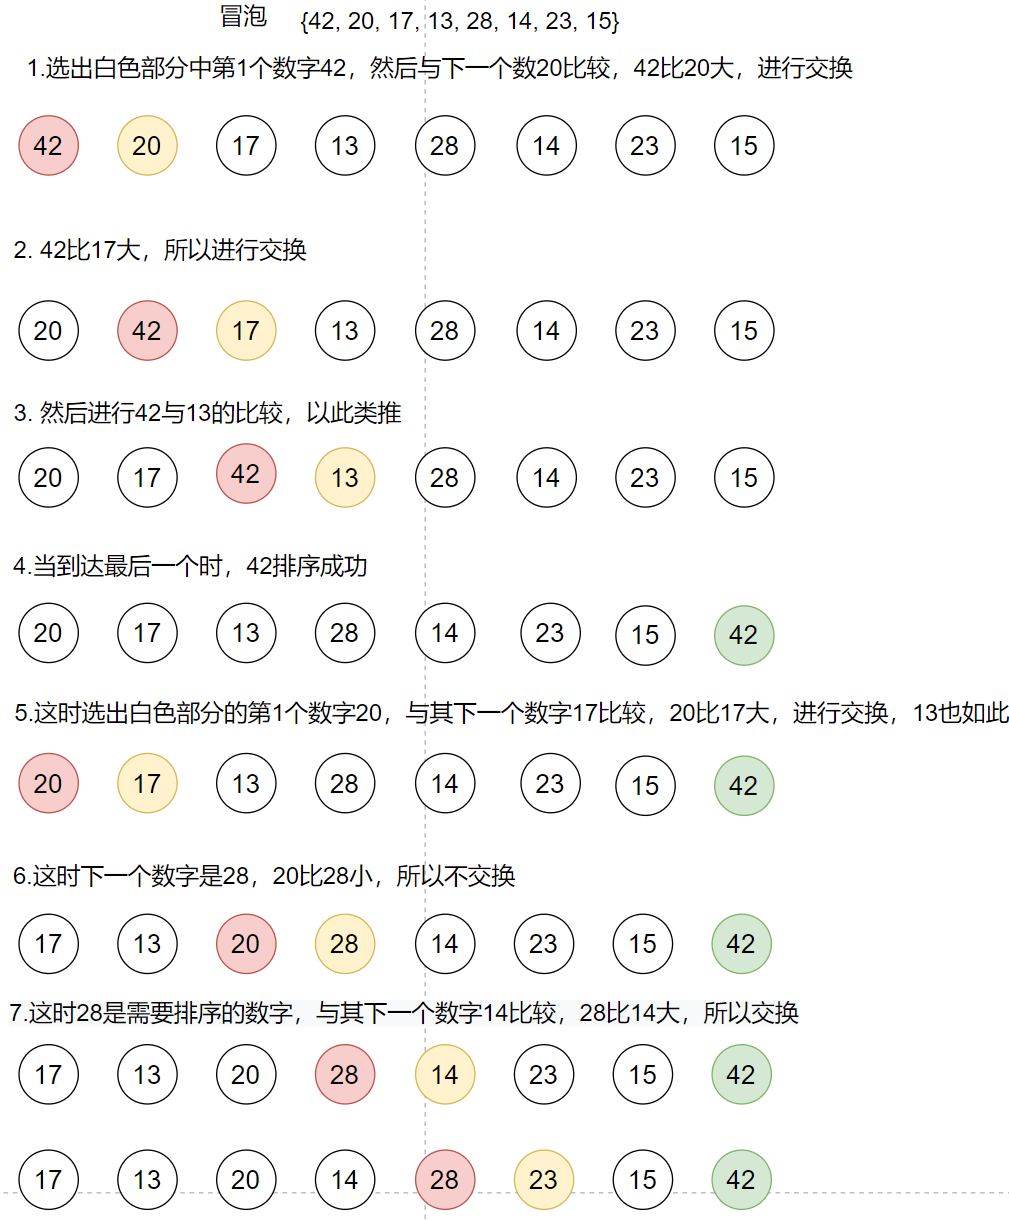 冒泡 {42, 20, 17, 13, 28, 14, 23, 15}
1.选出白色部分中第1个数字42，然后与下一个数20比较，42比20大，进行交换
42 20 17 13 28 14 23 15
2. 42比17大，所以进行交换
20 42 17 13 28 14 23 15
3. 然后进行42与13的比较，以此类推
20 17 42 13 28 14 23 15
4.当到达最后一个时，42排序成功
20 17 13 28 14 23 15 42
5.这时选出白色部分的第1个数字20，与其下一个数字17比较，20比17大，进行交换，13也如此
20 17 13 28 14 23 15 42
6.这时下一个数字是28，20比28小，所以不交换
17 13 20 28 14 23 15 42
7.这时28是需要排序的数字，与其下一个数字14比较，28比14大，所以交换
17 13 20 28 14 23 15 42
17 13 20 14 28 23 15 42